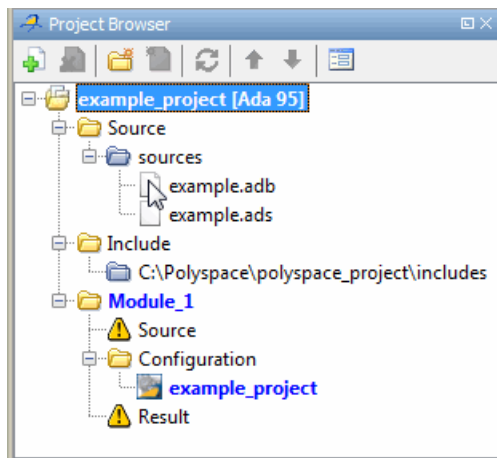 Project Browser
example_project [Ada 95]
Source
sources
example.adb
example.ads
Include
C:\Polyspace\polyspace_project\includes
Module_1
Source
Configuration
example_project
Result